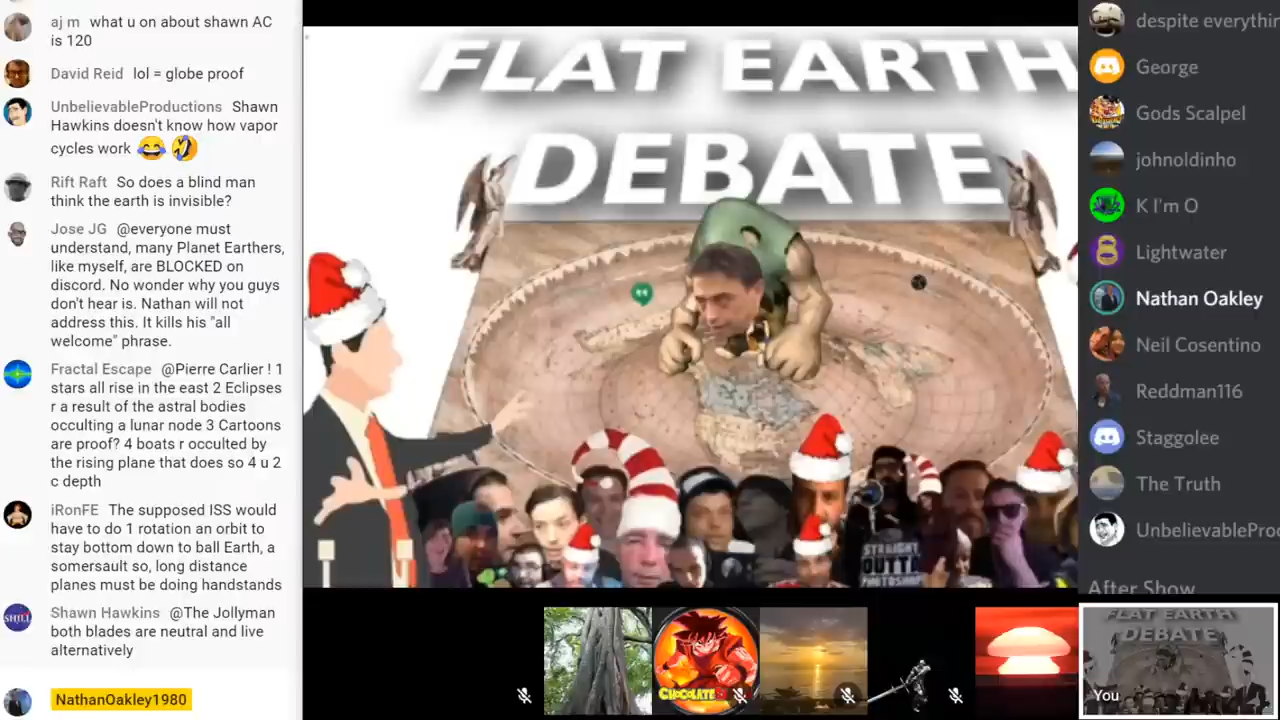 aj m what u on about shawn AC
is 120
David Reid lol = globe proof
UnbelievableProductions Shawn
Hawkins doesn't know how vapor
cycles work
Rift Raft So does a blind man
think the earth is invisible?
Jose JG @everyone must
understand, many Planet Earthers,
like myself, are BLOCKED on
discord. No wonder why you guys
don't hear is. Nathan will not
address this. It kills his "all
welcome" phrase.
Fractal Escape @Pierre Carlier ! 1
stars all rise in the east 2 Eclipses
r a result of the astral bodies
occulting a lunar node 3 Cartoons
are proof? 4 boats r occulted by
the rising plane that does so 4 u 2
c depth
iRonFE The supposed ISS would
have to do 1 rotation an orbit to
stay bottom down to ball Earth, a
somersault so, long distance
planes must be doing handstands
SHILL
Shawn Hawkins @The Jollyman
both blades are neutral and live
alternatively
NathanOakley1980
FLAT EARTH
DEBATE
STRAIGHT
OUTTA
PHOTOSHOP
CHOCOLATE
despite everythin
George
Gods Scalpel
johnoldinho
K I'm O
Lightwater
Nathan Oakley
Neil Cosentino
Reddman116
Staggolee
The Truth
UnbelievableProd
After Show
FLAT EARTH
DEBATE
You